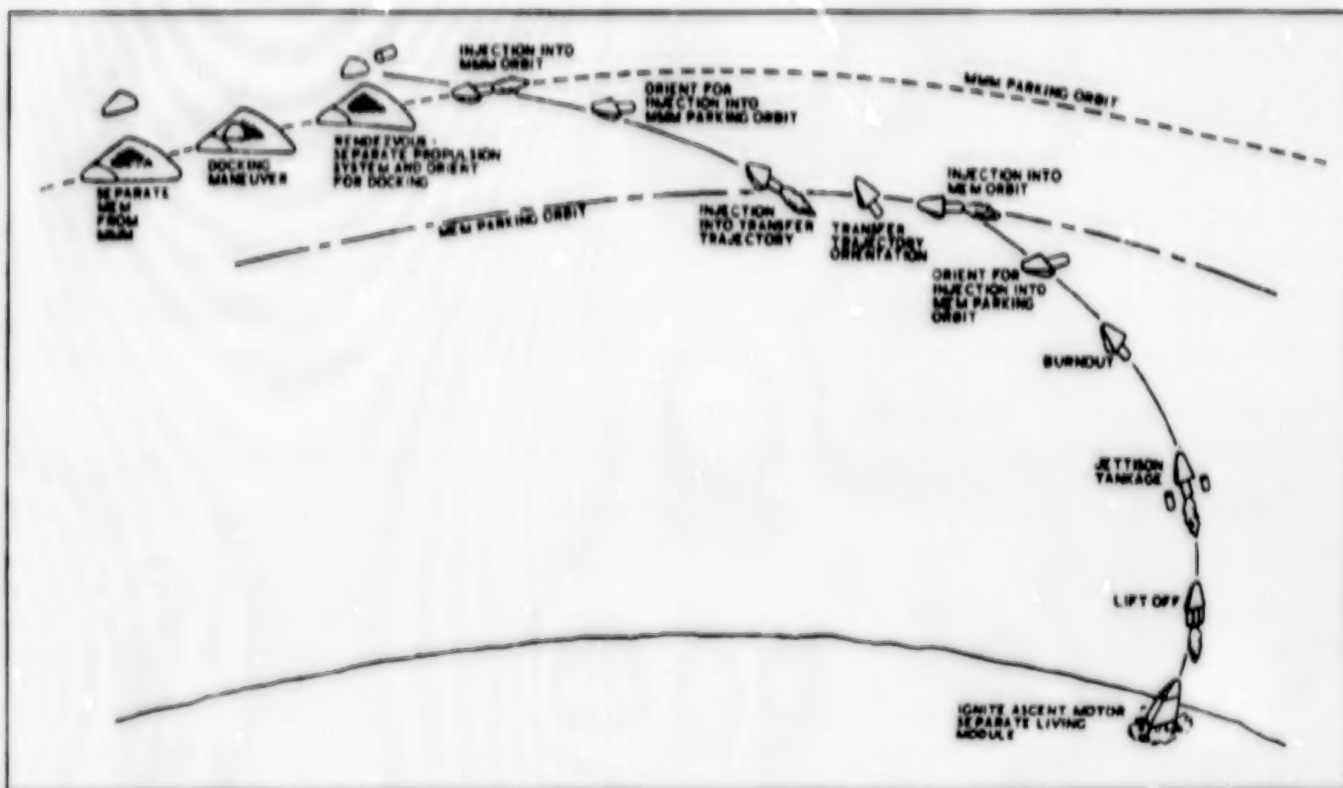 INJECTION INTO
MMM ORBIT
MMM PARKING ORBIT
ORIENT FOR
INJECTION INTO
MMM PARKING ORBIT
RENDEZVOUS -
SEPARATE PROPULSION
SYSTEM AND ORIENT
FOR DOCKING
DOCKING
MANEUVER
SEPARATE
MEM
FROM
MMM
MEM PARKING ORBIT
INJECTION
INTO TRANSFER
TRAJECTORY
TRANSFER
TRAJECTORY
ORIENTATION
INJECTION INTO
MEM ORBIT
ORIENT FOR
INJECTION INTO
MEM PARKING
ORBIT
BURNOUT
JETTISON
TANKAGE
LIFT OFF
IGNITE ASCENT MOTOR
SEPARATE LIVING
MODULE